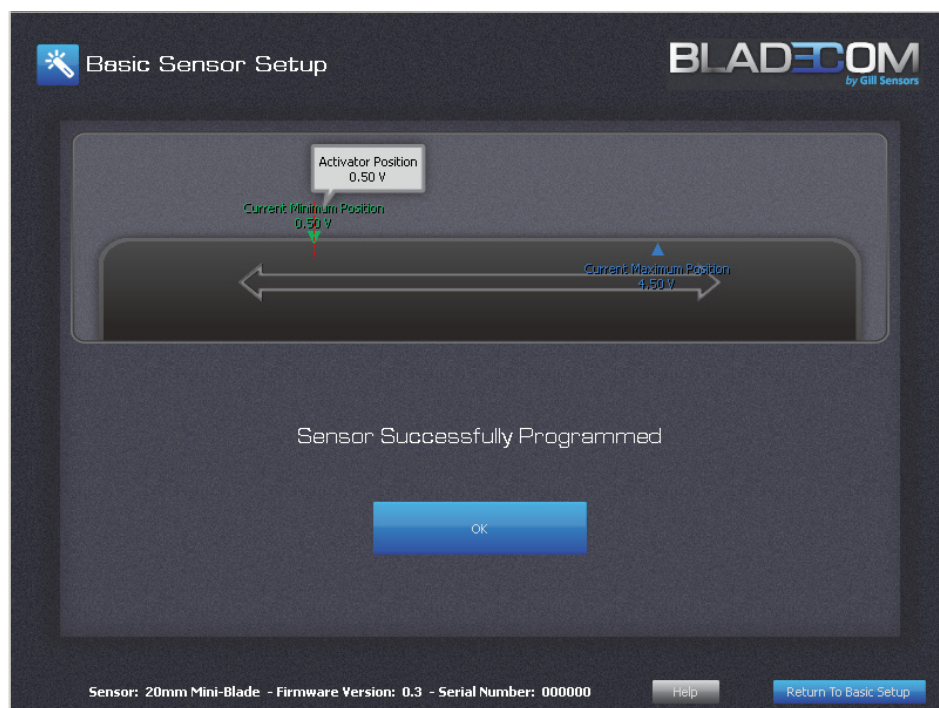 Basic Sensor Setup
BLADECOM
by Gill Sensors
Activator Position
0.50 V
Current Minimum Position
0.50 V
Current Maximum Position
4.50 V
Sensor Successfully Programmed
OK
Sensor: 20mm Mini-Blade - Firmware Version: 0.3 - Serial Number: 000000
Help
Return To Basic Setup